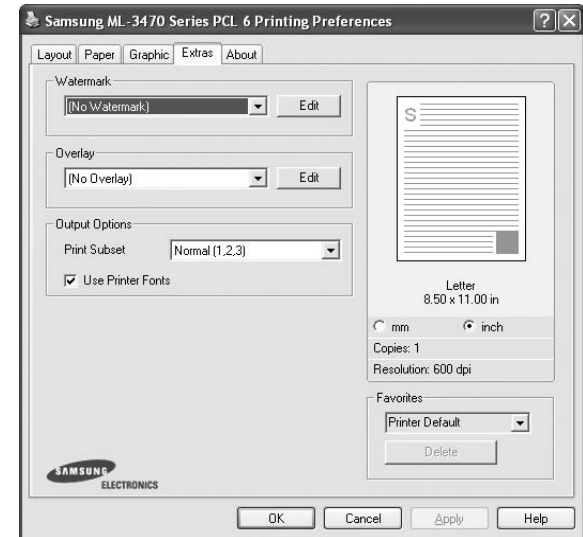 Samsung ML-3470 Series PCL 6 Printing Preferences
Layout Paper Graphic Extras About
Watermark
(No Watermark) Edit
Overlay
(No Overlay) Edit
Output Options
Print Subset Normal (1,2,3)
Use Printer Fonts
S
Letter
8.50 x 11.00 in
mm inch
Copies: 1
Resolution: 600 dpi
Favorites
Printer Default
Delete
SAMSUNG
ELECTRONICS
OK Cancel Apply Help